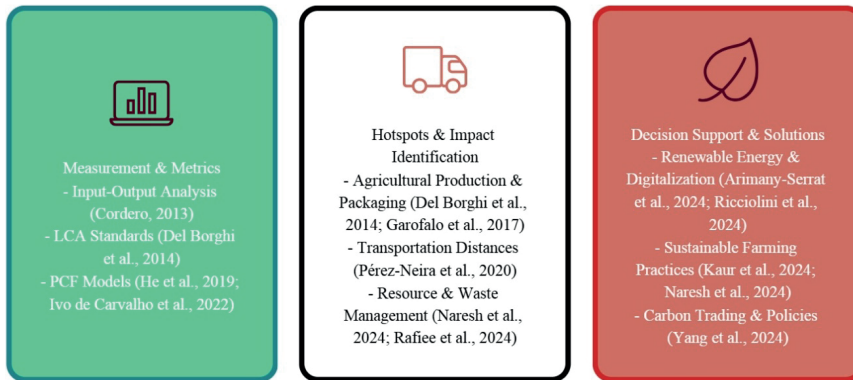 Measurement & Metrics
- Input-Output Analysis
(Cordero, 2013)
- LCA Standards (Del Borghi
et al., 2014)
- PCF Models (He et al., 2019;
Ivo de Carvalho et al., 2022)
Hotspots & Impact
Identification
- Agricultural Production &
Packaging (Del Borghi et al.,
2014; Garofalo et al., 2017)
- Transportation Distances
(Pérez-Neira et al., 2020)
- Resource & Waste
Management (Naresh et al.,
2024; Rafiee et al., 2024)
Decision Support & Solutions
- Renewable Energy &
Digitalization (Arimany-Serrat
et al., 2024; Ricciolini et al.,
2024)
- Sustainable Farming
Practices (Kaur et al., 2024;
Naresh et al., 2024)
- Carbon Trading & Policies
(Yang et al., 2024)